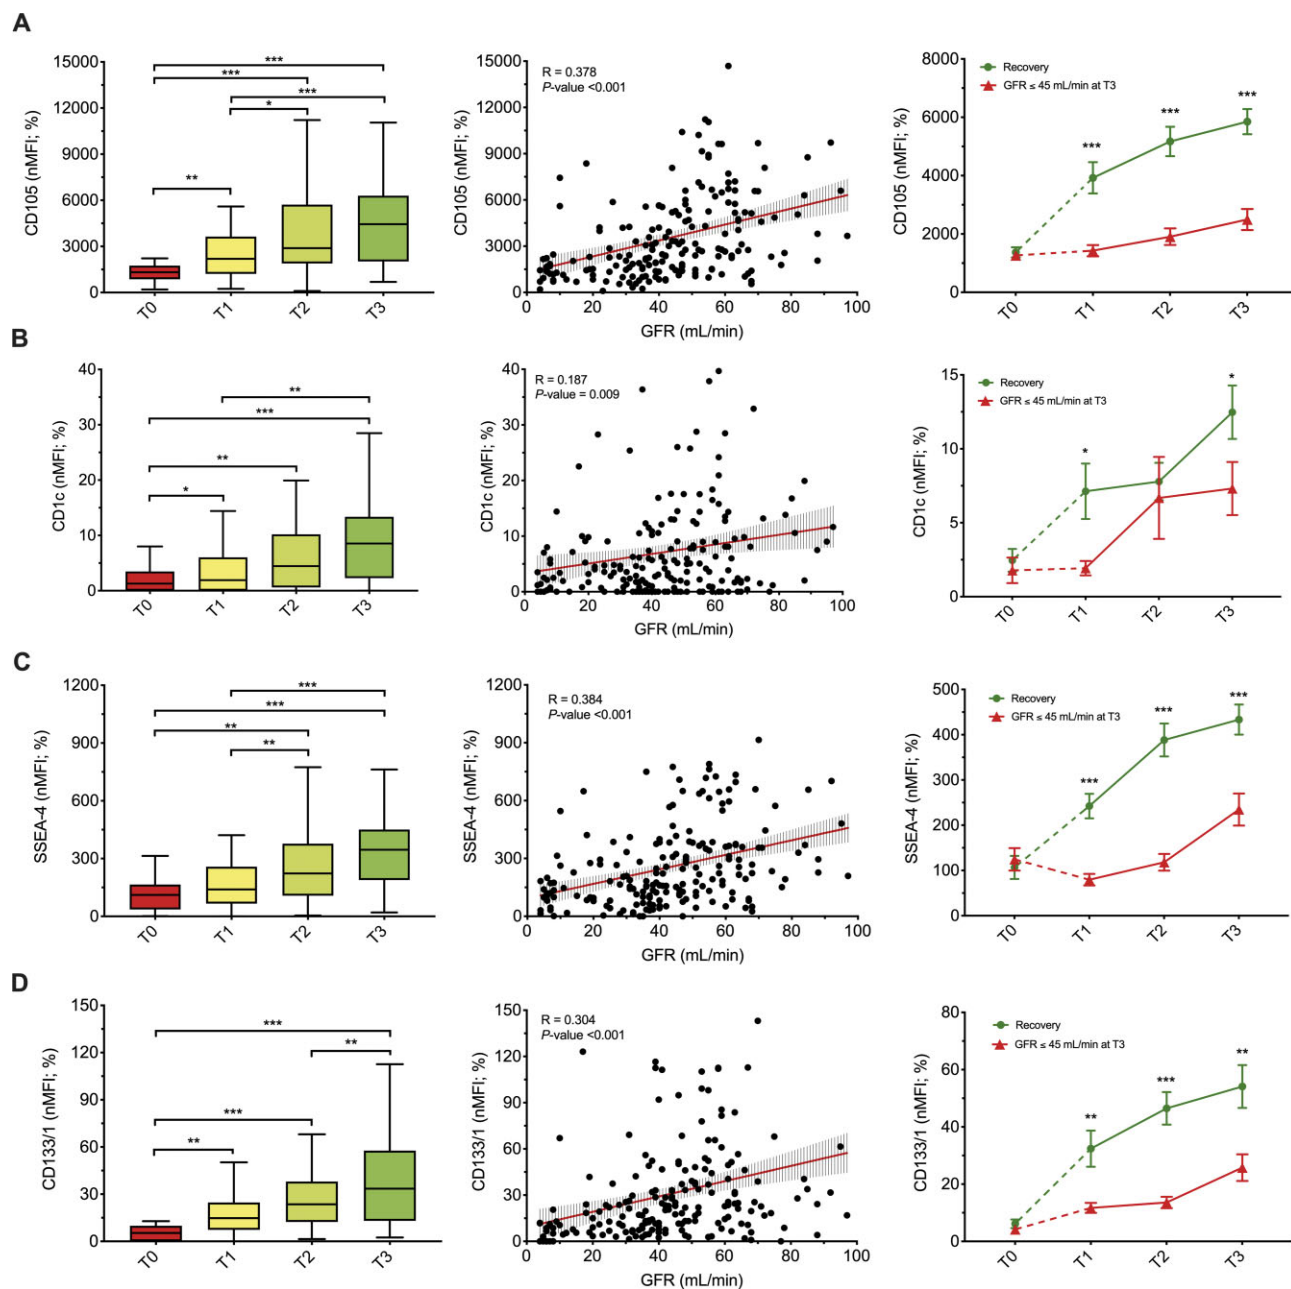 A
CD105 (nMFI; %)
15000
12000
9000
6000
3000
0
***
***
***
*
**
T0
T1
T2
T3
CD105 (nMFI; %)
15000
12000
9000
6000
3000
0
R = 0.378
P-value <0.001
0
20
40
60
80
100
GFR (mL/min)
CD105 (nMFI; %)
8000
6000
4000
2000
0
Recovery
GFR ≤ 45 mL/min at T3
***
***
***
T0
T1
T2
T3
B
CD1c (nMFI; %)
40
30
20
10
0
**
***
**
*
T0
T1
T2
T3
CD1c (nMFI; %)
40
30
20
10
0
R = 0.187
P-value = 0.009
0
20
40
60
80
100
GFR (mL/min)
CD1c (nMFI; %)
15
10
5
0
Recovery
GFR ≤ 45 mL/min at T3
*
*
T0
T1
T2
T3
C
SSEA-4 (nMFI; %)
1200
900
600
300
0
***
***
**
**
T0
T1
T2
T3
SSEA-4 (nMFI; %)
1200
900
600
300
0
R = 0.384
P-value <0.001
0
20
40
60
80
100
GFR (mL/min)
SSEA-4 (nMFI; %)
500
400
300
200
100
0
Recovery
GFR ≤ 45 mL/min at T3
***
***
***
T0
T1
T2
T3
D
CD133/1 (nMFI; %)
150
120
90
60
30
0
***
**
***
**
T0
T1
T2
T3
CD133/1 (nMFI; %)
150
120
90
60
30
0
R = 0.304
P-value <0.001
0
20
40
60
80
100
GFR (mL/min)
CD133/1 (nMFI; %)
80
60
40
20
0
Recovery
GFR ≤ 45 mL/min at T3
**
***
**
T0
T1
T2
T3